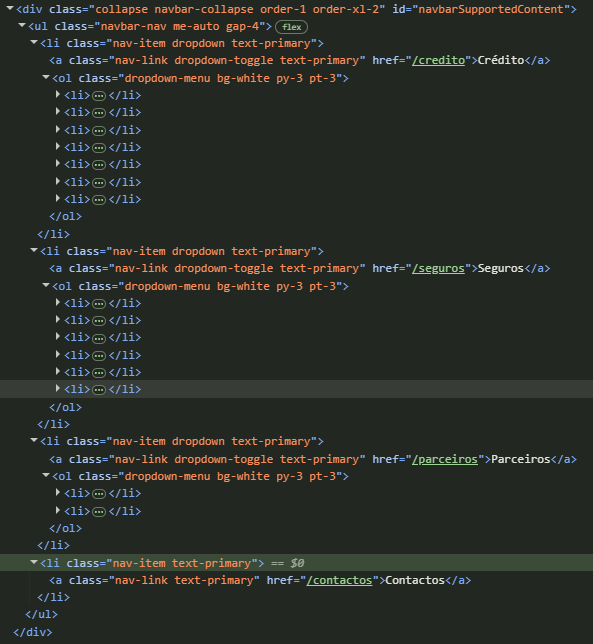 <div class="collapse navbar-collapse order-1 order-xl-2" id="navbarSupportedContent">
<ul class="navbar-nav me-auto gap-4"> flex
<li class="nav-item dropdown text-primary">
<a class="nav-link dropdown-toggle text-primary" href="/credito">Crédito</a>
<ol class="dropdown-menu bg-white py-3 pt-3">
<li>…</li>
<li>…</li>
<li>…</li>
<li>…</li>
<li>…</li>
<li>…</li>
<li>…</li>
</ol>
</li>
<li class="nav-item dropdown text-primary">
<a class="nav-link dropdown-toggle text-primary" href="/seguros">Seguros</a>
<ol class="dropdown-menu bg-white py-3 pt-3">
<li>…</li>
<li>…</li>
<li>…</li>
<li>…</li>
<li>…</li>
<li>…</li>
</ol>
</li>
<li class="nav-item dropdown text-primary">
<a class="nav-link dropdown-toggle text-primary" href="/parceiros">Parceiros</a>
<ol class="dropdown-menu bg-white py-3 pt-3">
<li>…</li>
<li>…</li>
</ol>
</li>
<li class="nav-item text-primary"> == $0
<a class="nav-link text-primary" href="/contactos">Contactos</a>
</li>
</ul>
</div>